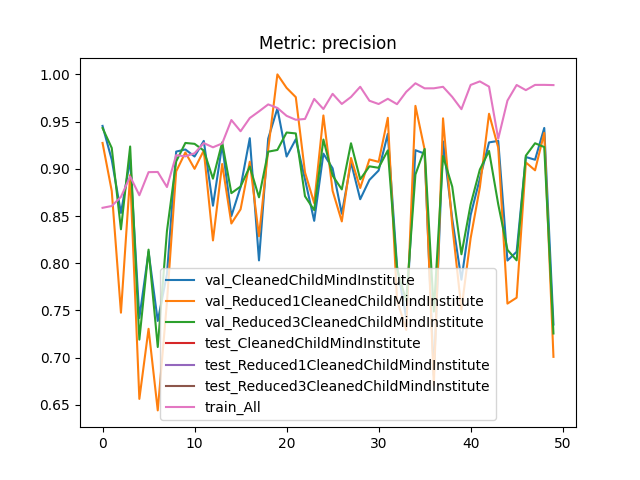 Metric: precision
1.00
0.95
0.90
0.85
0.80
0.75
0.70
0.65
val_CleanedChildMindInstitute
val_Reduced1CleanedChildMindInstitute
val_Reduced3CleanedChildMindInstitute
test_CleanedChildMindInstitute
test_Reduced1CleanedChildMindInstitute
test_Reduced3CleanedChildMindInstitute
train_All
0 10 20 30 40 50